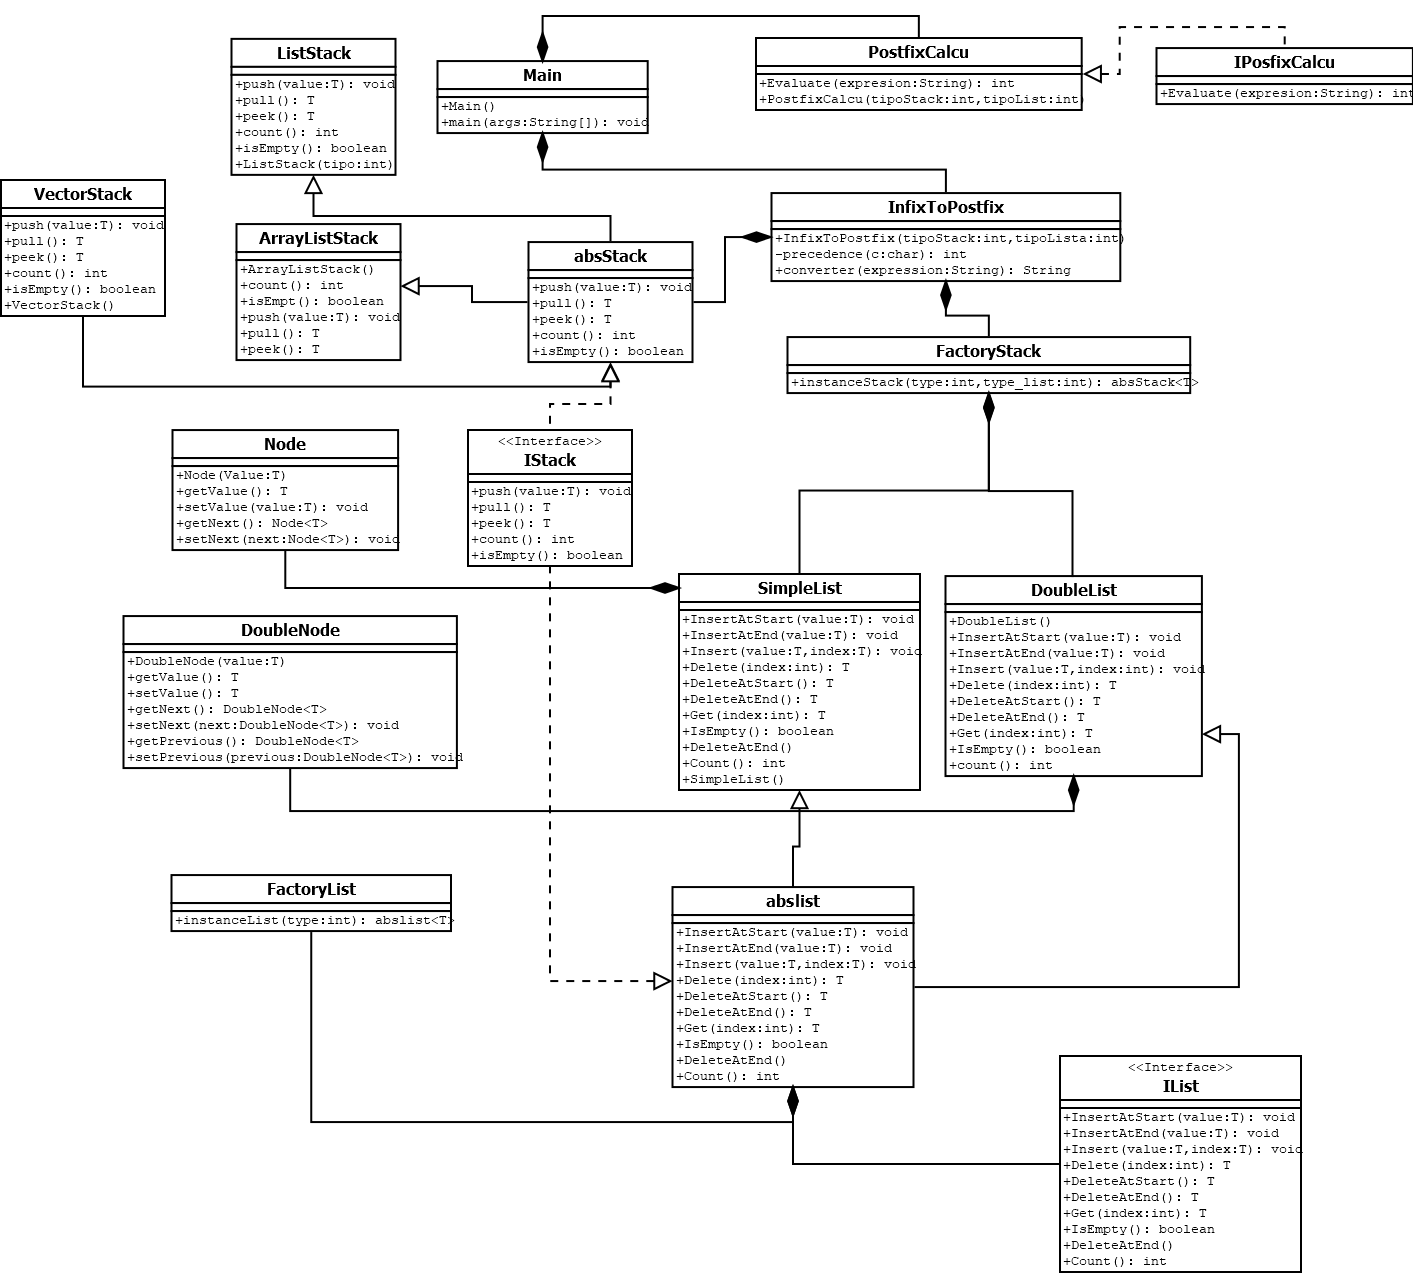 ListStack
+push(value:T): void
+pull(): T
+peek(): T
+count(): int
+isEmpty(): boolean
+ListStack(tipo:int)
Main
+Main()
+main(args:String[]): void
PostfixCalcu
+Evaluate(expresion:String): int
+PostfixCalcu(tipoStack:int,tipoList:int)
IPosfixCalcu
+Evaluate(expresion:String): int
VectorStack
+push(value:T): void
+pull(): T
+peek(): T
+count(): int
+isEmpty(): boolean
+VectorStack()
ArrayListStack
+ArrayListStack()
+count(): int
+isEmpt(): boolean
+push(value:T): void
+pull(): T
+peek(): T
absStack
+push(value:T): void
+pull(): T
+peek(): T
+count(): int
+isEmpty(): boolean
InfixToPostfix
+InfixToPostfix(tipoStack:int,tipoLista:int)
-precedence(c:char): int
+converter(expression:String): String
FactoryStack
+instanceStack(type:int,type_list:int): absStack<T>
Node
+Node(Value:T)
+getValue(): T
+setValue(value:T): void
+getNext(): Node<T>
+setNext(next:Node<T>): void
<<Interface>>
IStack
+push(value:T): void
+pull(): T
+peek(): T
+count(): int
+isEmpty(): boolean
SimpleList
+InsertAtStart(value:T): void
+InsertAtEnd(value:T): void
+Insert(value:T,index:T): void
+Delete(index:int): T
+DeleteAtStart(): T
+DeleteAtEnd(): T
+Get(index:int): T
+IsEmpty(): boolean
+DeleteAtEnd()
+Count(): int
+SimpleList()
DoubleList
+DoubleList()
+InsertAtStart(value:T): void
+InsertAtEnd(value:T): void
+Insert(value:T,index:int): void
+Delete(index:int): T
+DeleteAtStart(): T
+DeleteAtEnd(): T
+Get(index:int): T
+IsEmpty(): boolean
+count(): int
DoubleNode
+DoubleNode(value:T)
+getValue(): T
+setValue(): T
+getNext(): DoubleNode<T>
+setNext(next:DoubleNode<T>): void
+getPrevious(): DoubleNode<T>
+setPrevious(previous:DoubleNode<T>): void
FactoryList
+instanceList(type:int): abslist<T>
abslist
+InsertAtStart(value:T): void
+InsertAtEnd(value:T): void
+Insert(value:T,index:T): void
+Delete(index:int): T
+DeleteAtStart(): T
+DeleteAtEnd(): T
+Get(index:int): T
+IsEmpty(): boolean
+DeleteAtEnd()
+Count(): int
<<Interface>>
IList
+InsertAtStart(value:T): void
+InsertAtEnd(value:T): void
+Insert(value:T,index:T): void
+Delete(index:int): T
+DeleteAtStart(): T
+DeleteAtEnd(): T
+Get(index:int): T
+IsEmpty(): boolean
+DeleteAtEnd()
+Count(): int